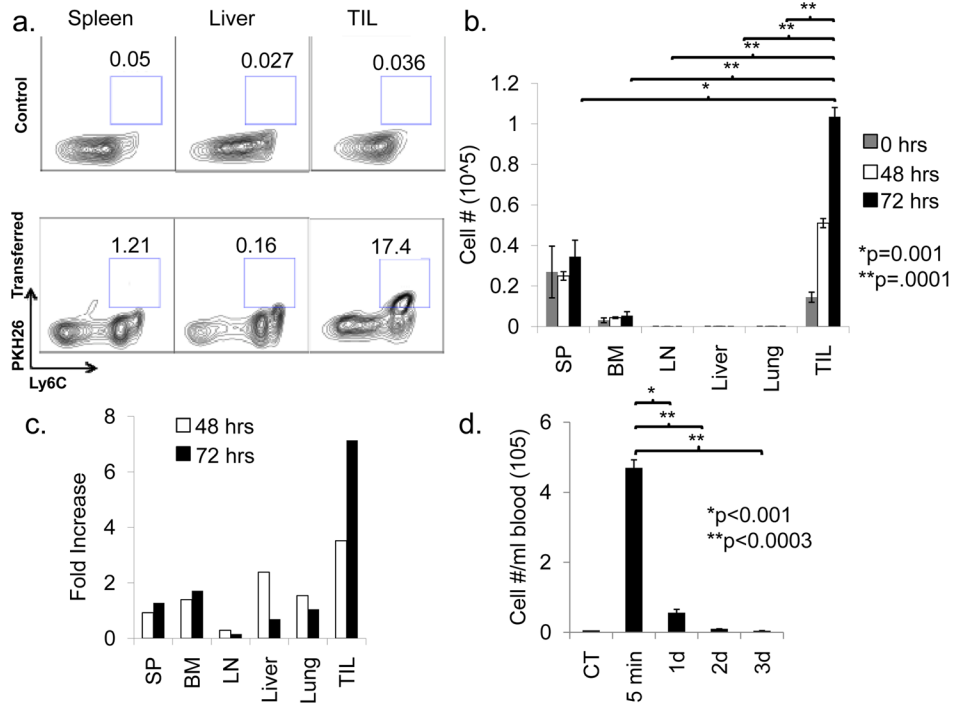 a.
Spleen
Liver
TIL
Control
0.05
0.027
0.036
Transferred
1.21
0.16
17.4
PKH26
Ly6C
b.
**
**
**
**
*
Cell # (10^5)
1.2
1
0.8
0.6
0.4
0.2
0
SP
BM
LN
Liver
Lung
TIL
0 hrs
48 hrs
72 hrs
*p=0.001
**p=.0001
c.
48 hrs
72 hrs
Fold Increase
8
6
4
2
0
SP
BM
LN
Liver
Lung
TIL
d.
*
**
**
Cell #/ml blood (105)
6
4
2
0
CT
5 min
1d
2d
3d
*p<0.001
**p<0.0003